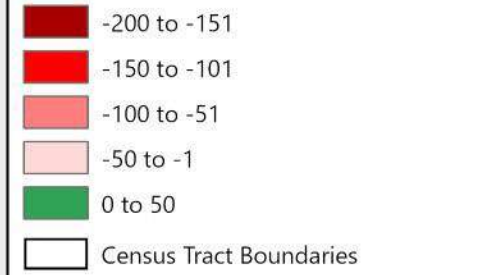 -200 to -151
-150 to -101
-100 to -51
-50 to -1
0 to 50
Census Tract Boundaries